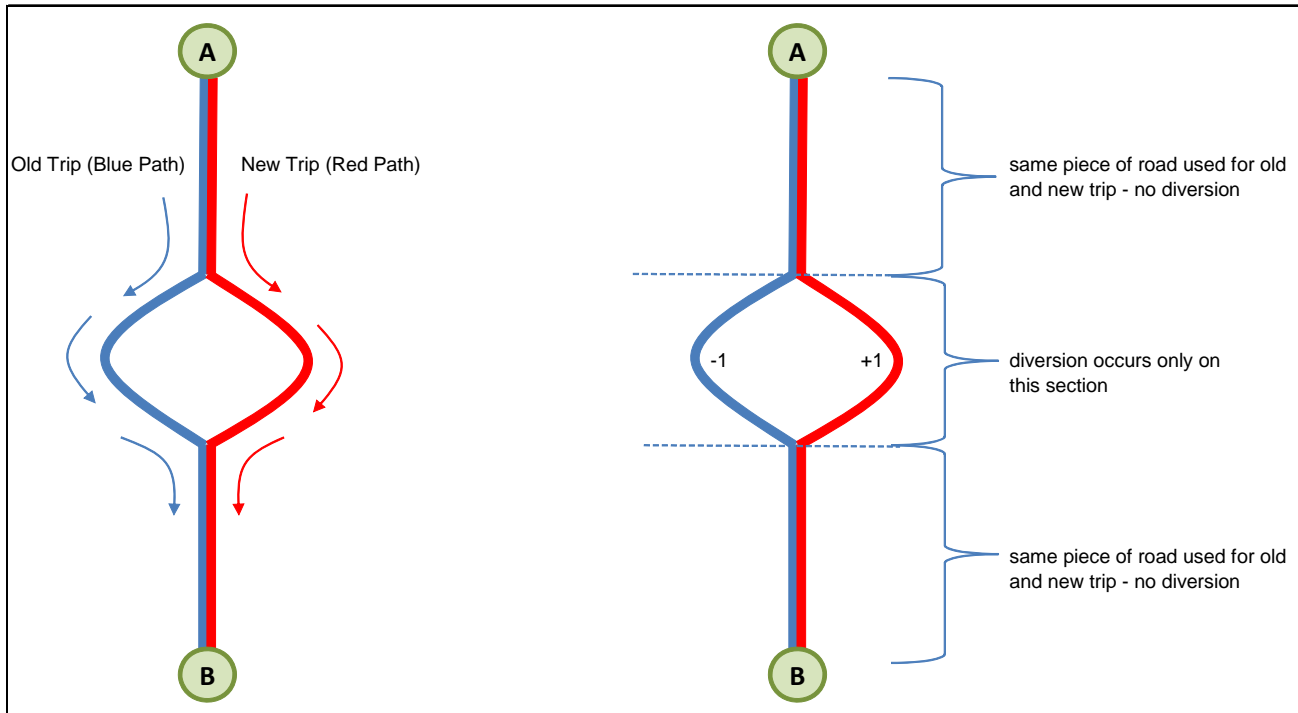 A
Old Trip (Blue Path)
New Trip (Red Path)
B
A
same piece of road used for old
and new trip - no diversion
-1
+1
diversion occurs only on
this section
same piece of road used for old
and new trip - no diversion
B